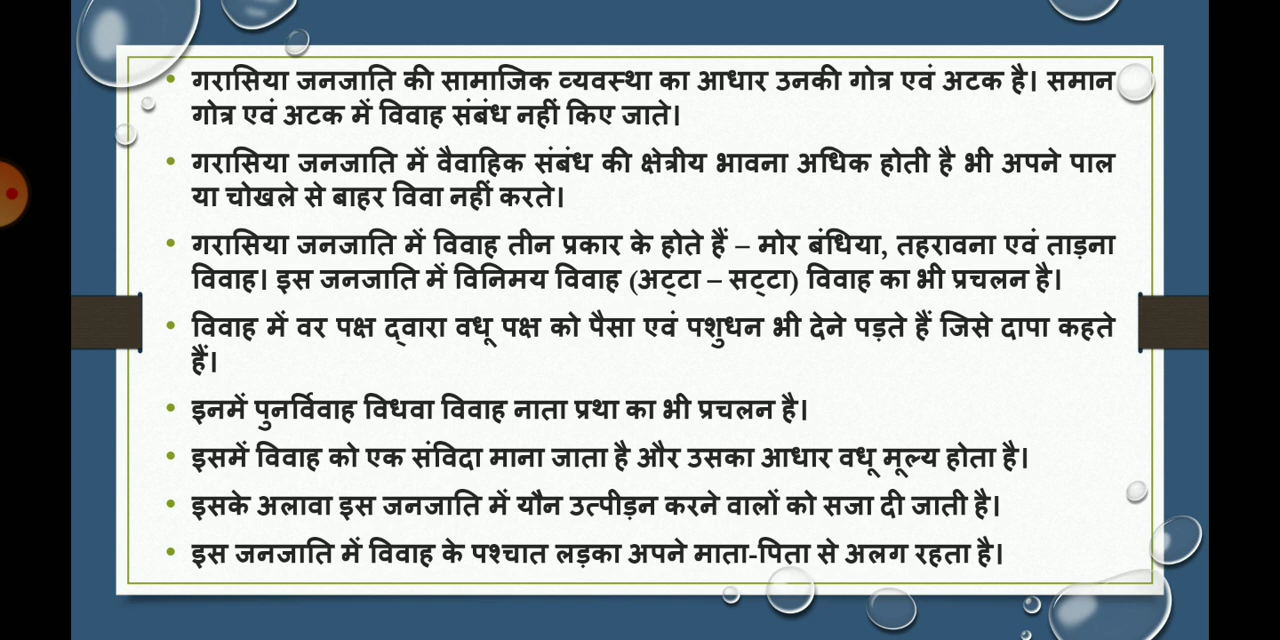 • गरासिया जनजाति की सामाजिक व्यवस्था का आधार उनकी गोत्र एवं अटक है। समान
गोत्र एवं अटक में विवाह संबंध नहीं किए जाते।
• गरासिया जनजाति में वैवाहिक संबंध की क्षेत्रीय भावना अधिक होती है भी अपने पाल
या चोखले से बाहर विवा नहीं करते।
• गरासिया जनजाति में विवाह तीन प्रकार के होते हैं – मोर बंधिया, तहरावना एवं ताड़ना
विवाह। इस जनजाति में विनिमय विवाह (अट्टा – सट्टा) विवाह का भी प्रचलन है।
• विवाह में वर पक्ष द्वारा वधू पक्ष को पैसा एवं पशुधन भी देने पड़ते हैं जिसे दापा कहते
हैं।
• इनमें पुनर्विवाह विधवा विवाह नाता प्रथा का भी प्रचलन है।
• इसमें विवाह को एक संविदा माना जाता है और उसका आधार वधू मूल्य होता है।
• इसके अलावा इस जनजाति में यौन उत्पीड़न करने वालों को सजा दी जाती है।
• इस जनजाति में विवाह के पश्चात लड़का अपने माता-पिता से अलग रहता है।